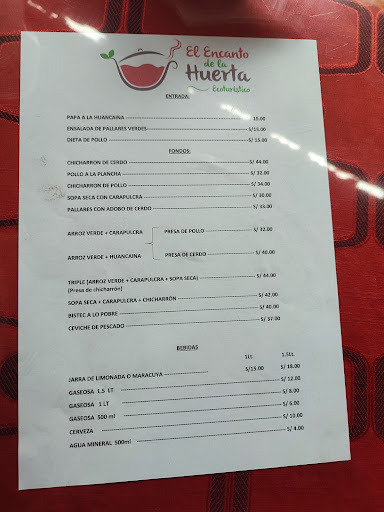 El Encanto
de la
Huerta
Ecoturístico
ENTRADA:
PAPA A LA HUANCAINA 15.00
ENSALADA DE PALLARES VERDES S/15.00
DIETA DE POLLO S/ 15.00
FONDOS:
CHICHARRON DE CERDO S/ 44.00
POLLO A LA PLANCHA S/ 32.00
CHICHARRON DE POLLO S/ 34.00
SOPA SECA CON CARAPULCRA S/ 30.00
PALLARES CON ADOBO DE CERDO S/ 35.00
ARROZ VERDE + CARAPULCRA PRESA DE POLLO S/ 32.00
ARROZ VERDE + HUANCAINA PRESA DE CERDO S/ 40.00
TRIPLE (ARROZ VERDE + CARAPULCRA + SOPA SECA) S/ 44.00
(Presa de chicharrón)
SOPA SECA + CARAPULCRA + CHICHARRÓN S/ 42.00
BISTEC A LO POBRE S/ 40.00
CEVICHE DE PESCADO S/ 37.00
BEBIDAS
1Lt. 1.5Lt.
JARRA DE LIMONADA O MARACUYA S/15.00 S/ 18.00
GASEOSA 1.5 LT S/ 12.00
GASEOSA 1 LT S/ 8.00
GASEOSA 500 ml S/ 6.00
CERVEZA S/ 10.00
AGUA MINERAL 500ml S/ 4.00